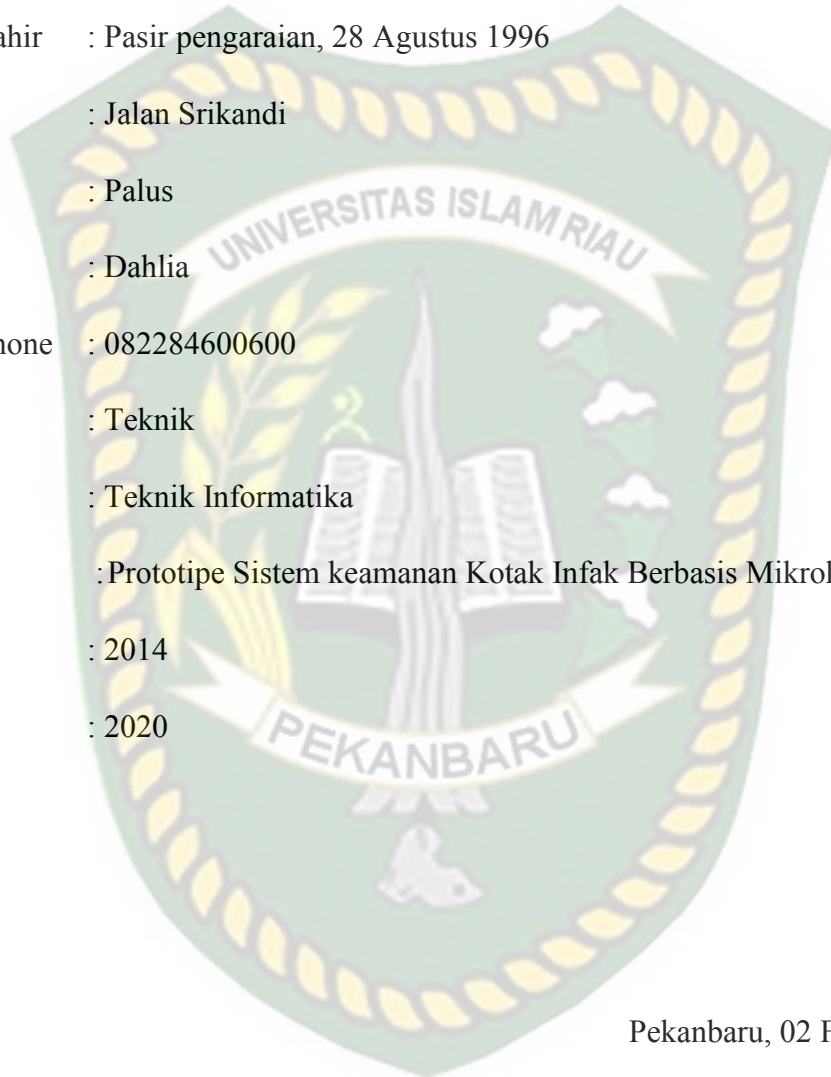 ahir : Pasir pengaraian, 28 Agustus 1996
: Jalan Srikandi
: Palus
UNIVERSITAS ISLAM RIAU
: Dahlia
hone : 082284600600
: Teknik
: Teknik Informatika
:Prototipe Sistem keamanan Kotak Infak Berbasis Mikro
: 2014
: 2020
PEKANBARU
Pekanbaru, 02 F